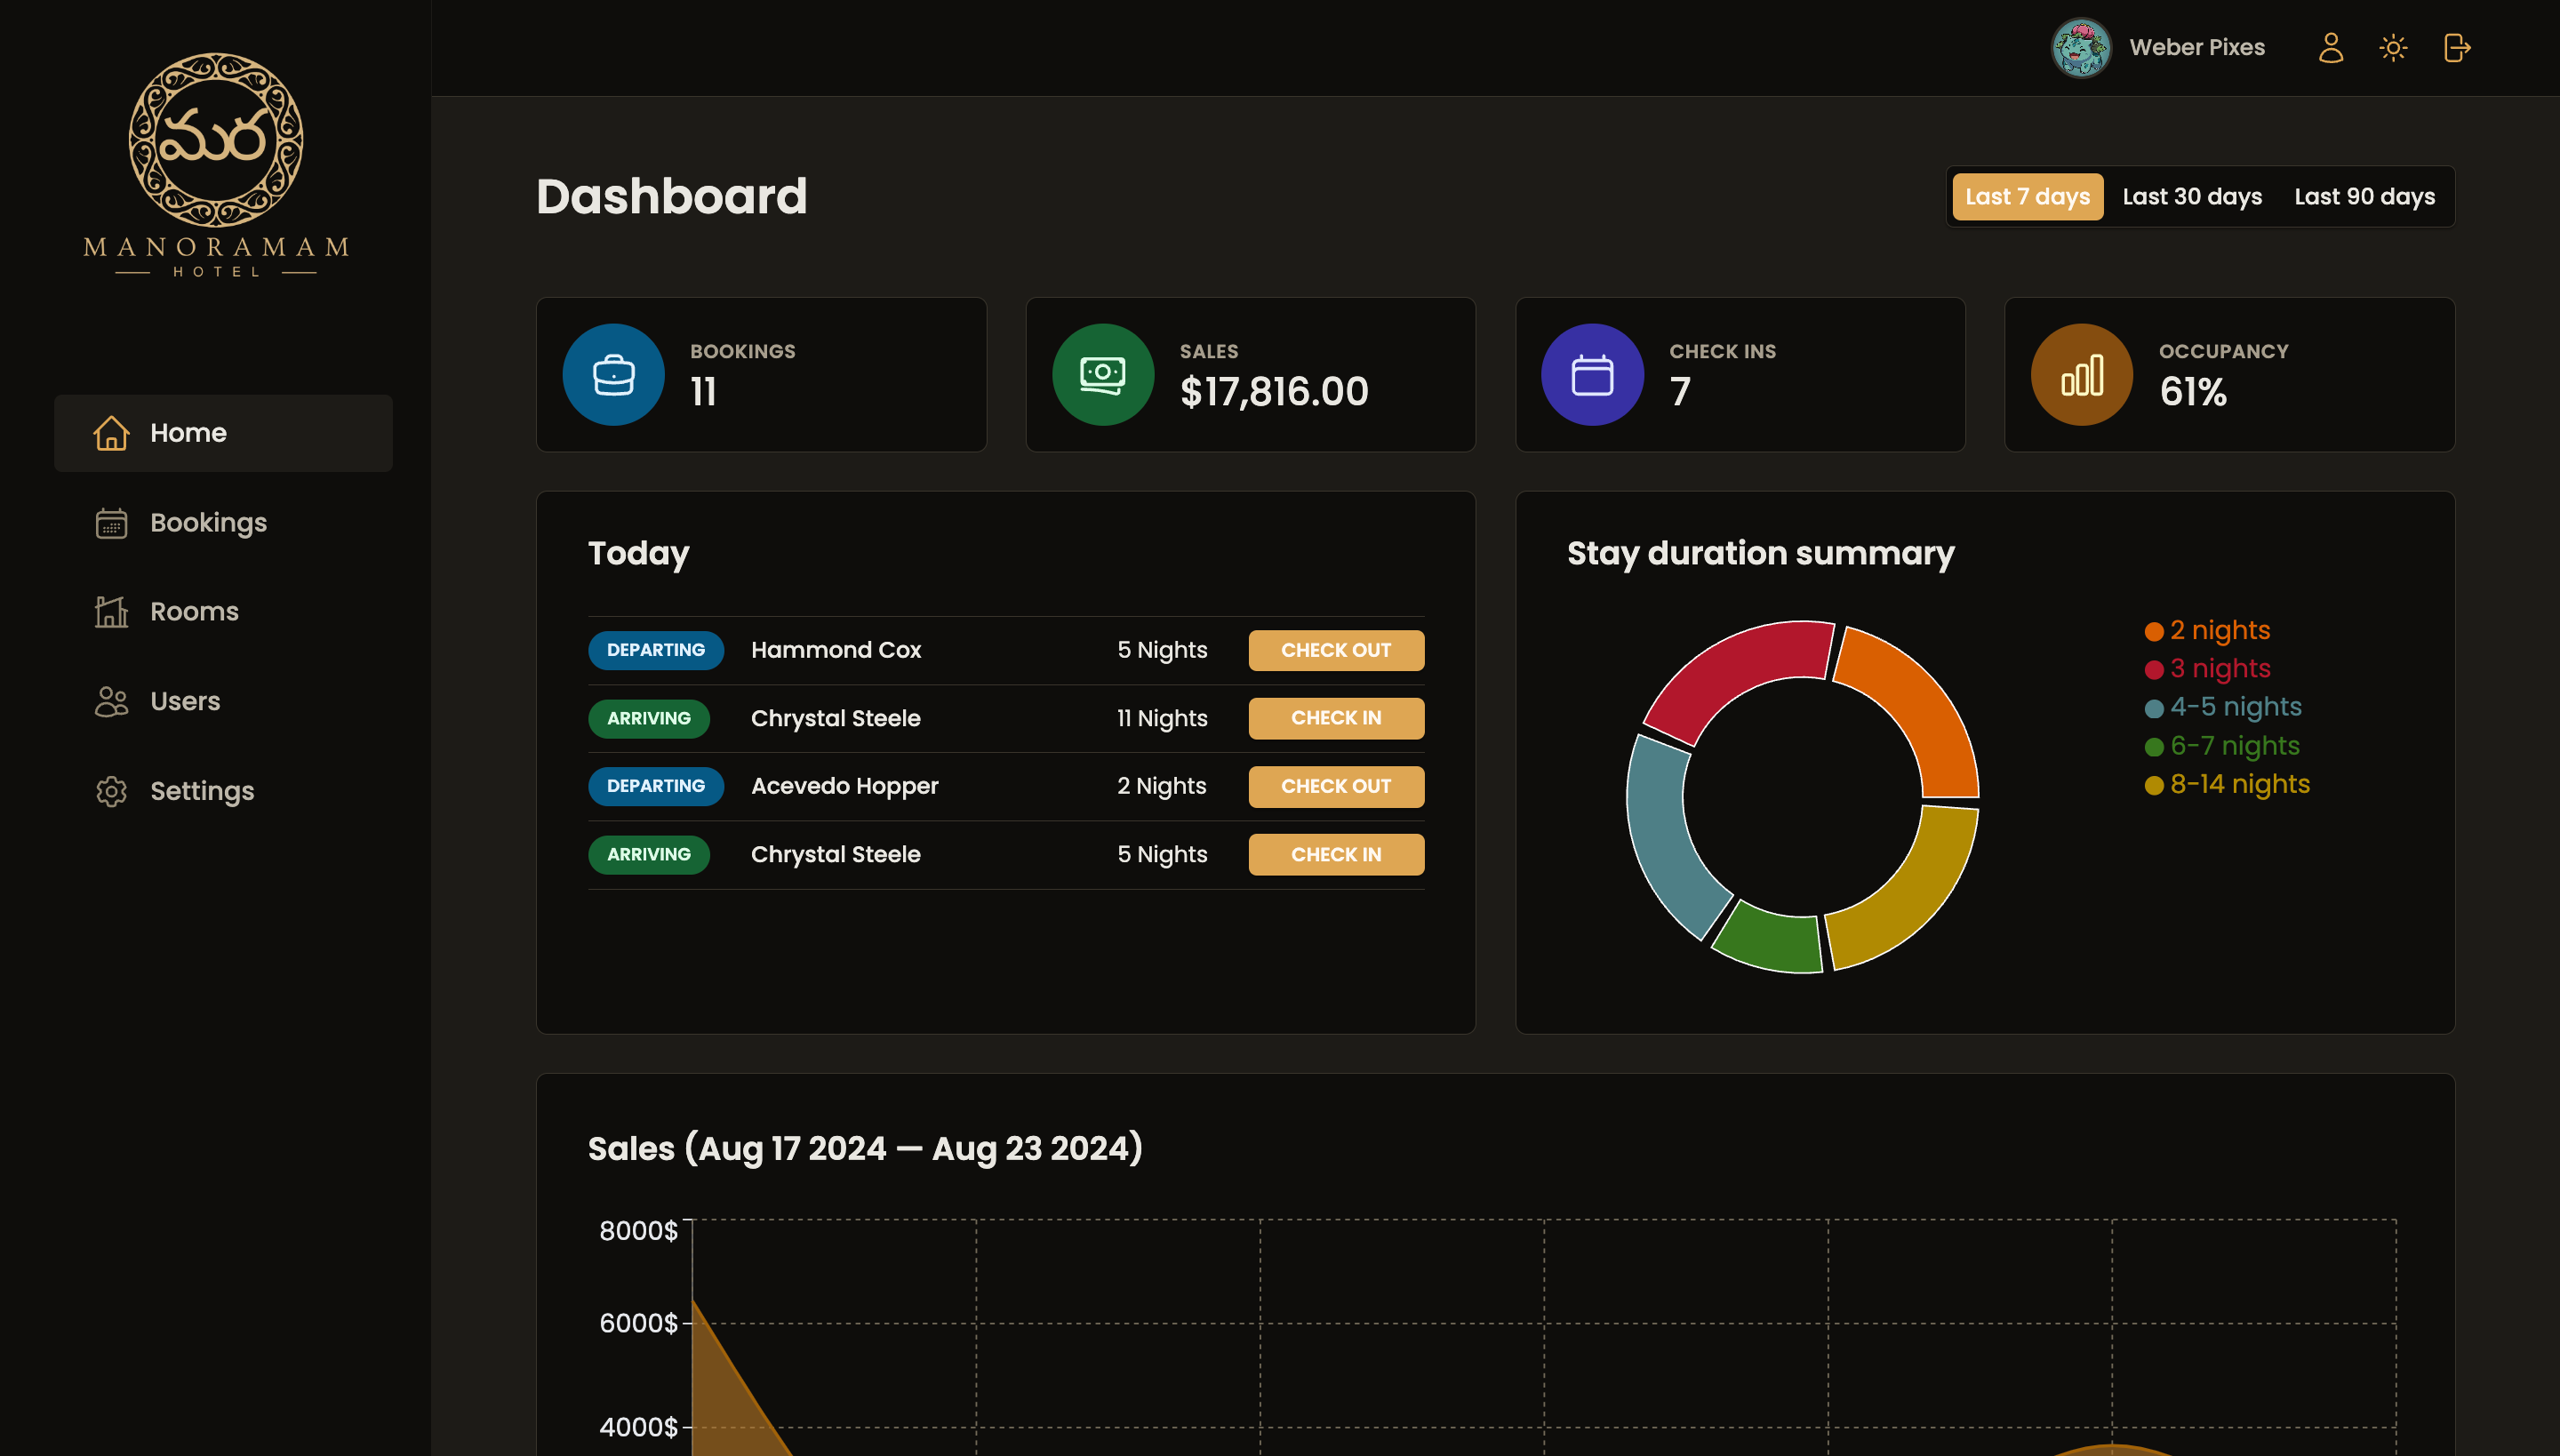 మర
MANORAMAM
HOTEL
Home
Bookings
Rooms
Users
Settings
Weber Pixes
Dashboard
Last 7 days Last 30 days Last 90 days
BOOKINGS
11
SALES
$17,816.00
CHECK INS
7
OCCUPANCY
61%
Today
DEPARTING Hammond Cox 5 Nights CHECK OUT
ARRIVING Chrystal Steele 11 Nights CHECK IN
DEPARTING Acevedo Hopper 2 Nights CHECK OUT
ARRIVING Chrystal Steele 5 Nights CHECK IN
Stay duration summary
2 nights
3 nights
4-5 nights
6-7 nights
8-14 nights
Sales (Aug 17 2024 — Aug 23 2024)
8000$
6000$
4000$